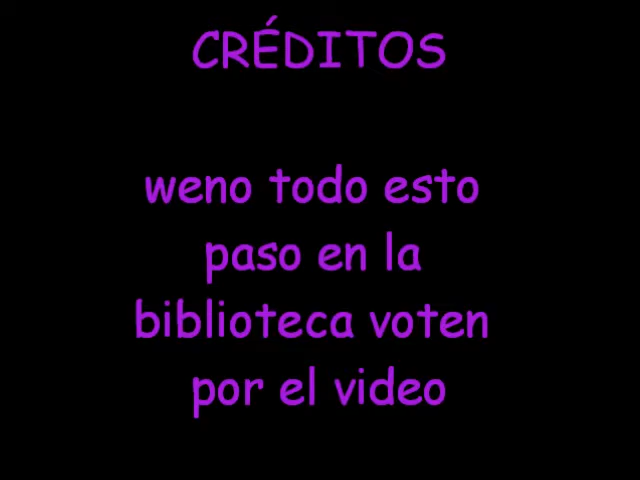 CRÉDITOS
weno todo esto
paso en la
biblioteca voten
por el video